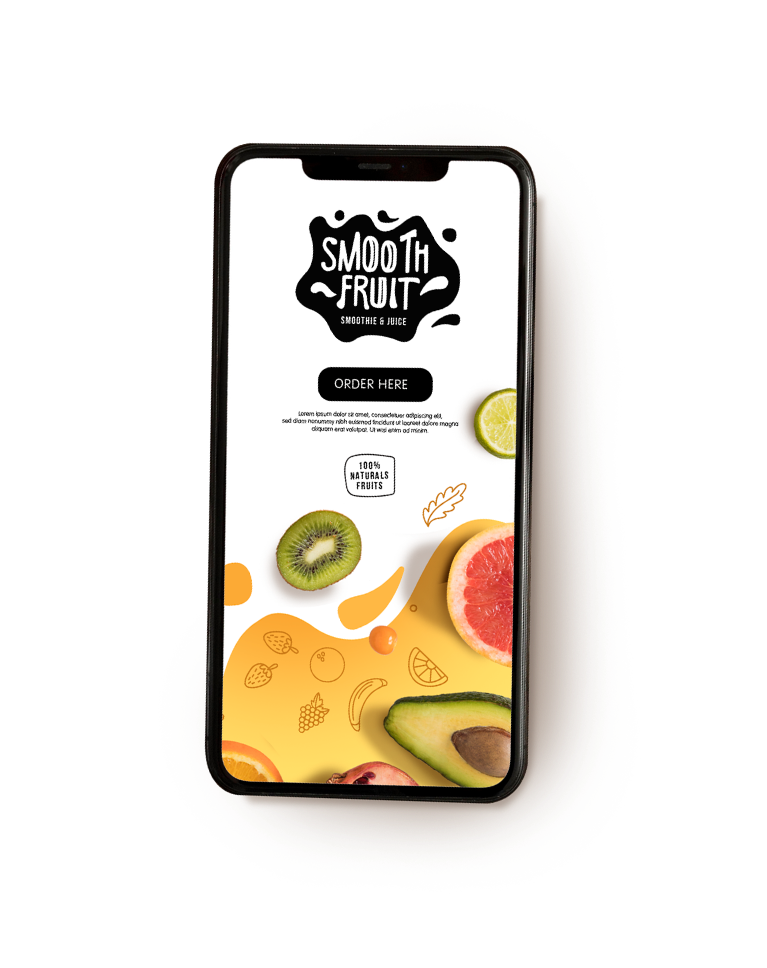 SMOOTH
FRUIT
SMOOTHIE & JUICE
ORDER HERE
Lorem ipsum dolor sit amet, consectetuer adipiscing elit,
sed diam nonummy nibh euismod tincidunt ut laoreet dolore magna
aliquam erat volutpat. Ut wisi enim ad minim.
100%
NATURALS
FRUITS